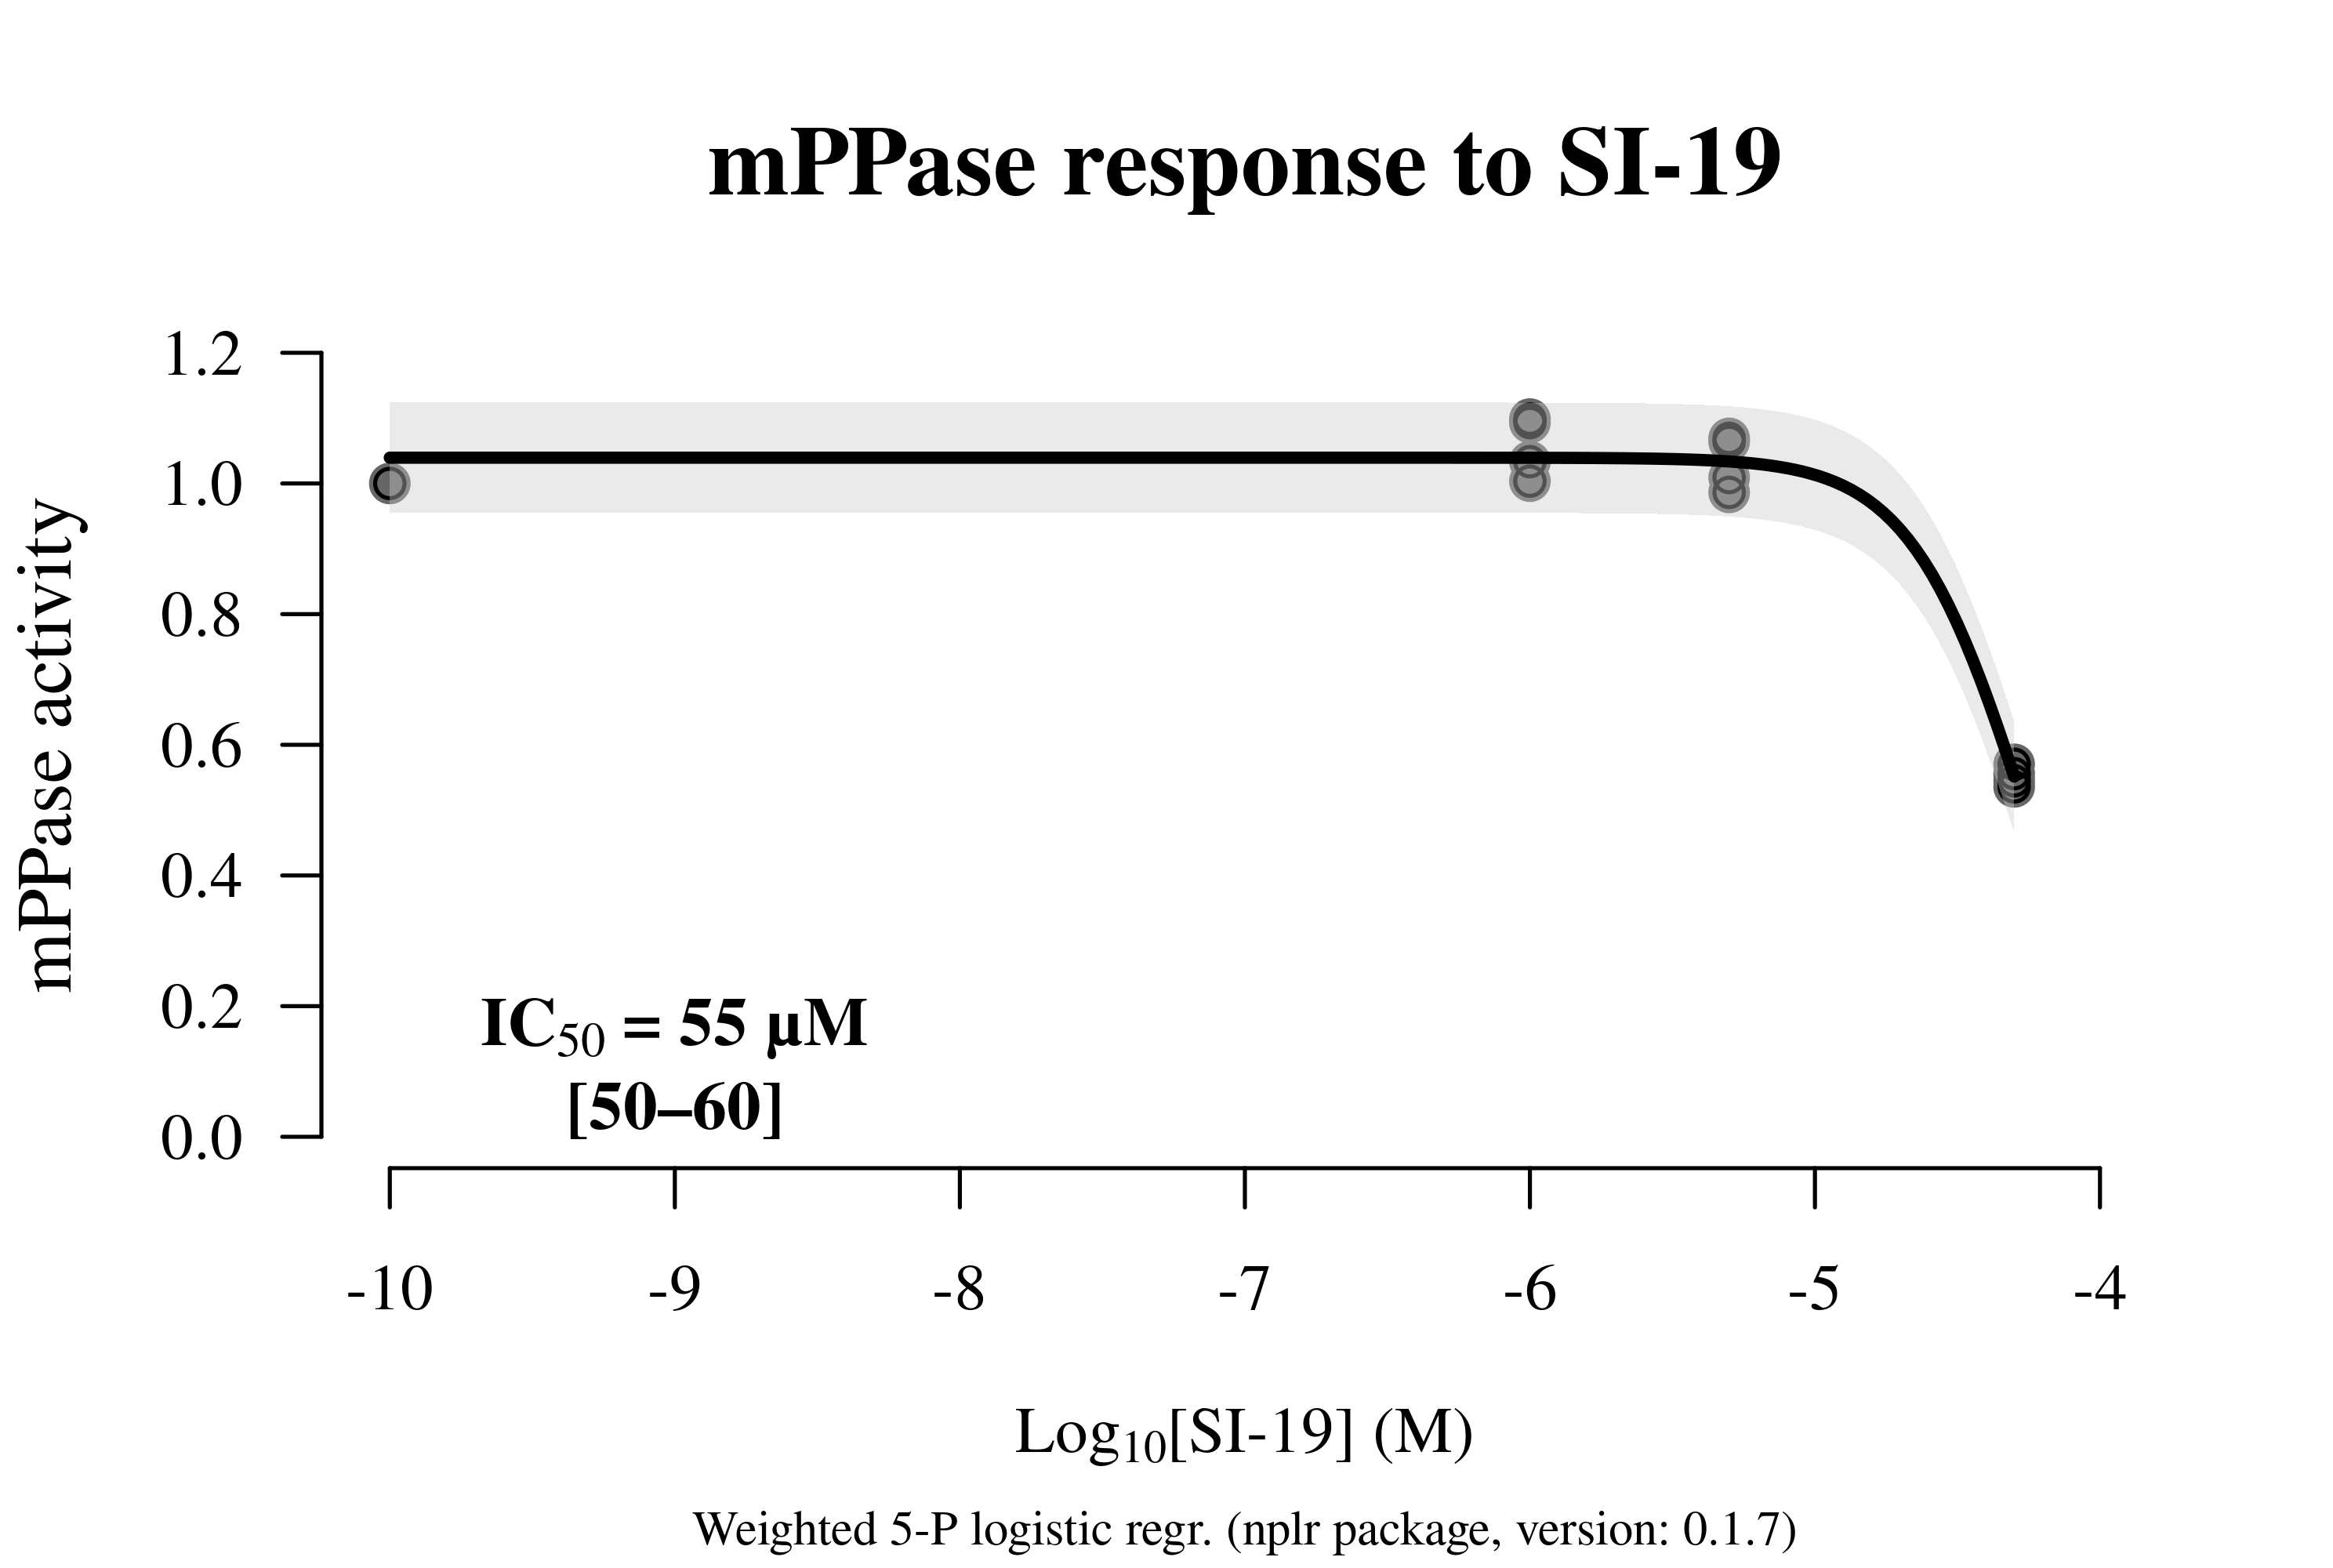 mPPase response to SI-19
mPPase activity
1.2
1.0
0.8
0.6
0.4
0.2
0.0
IC50 = 55 µM
[50–60]
-10 -9 -8 -7 -6 -5 -4
Log10[SI-19] (M)
Weighted 5-P logistic regr. (nplr package, version: 0.1.7)